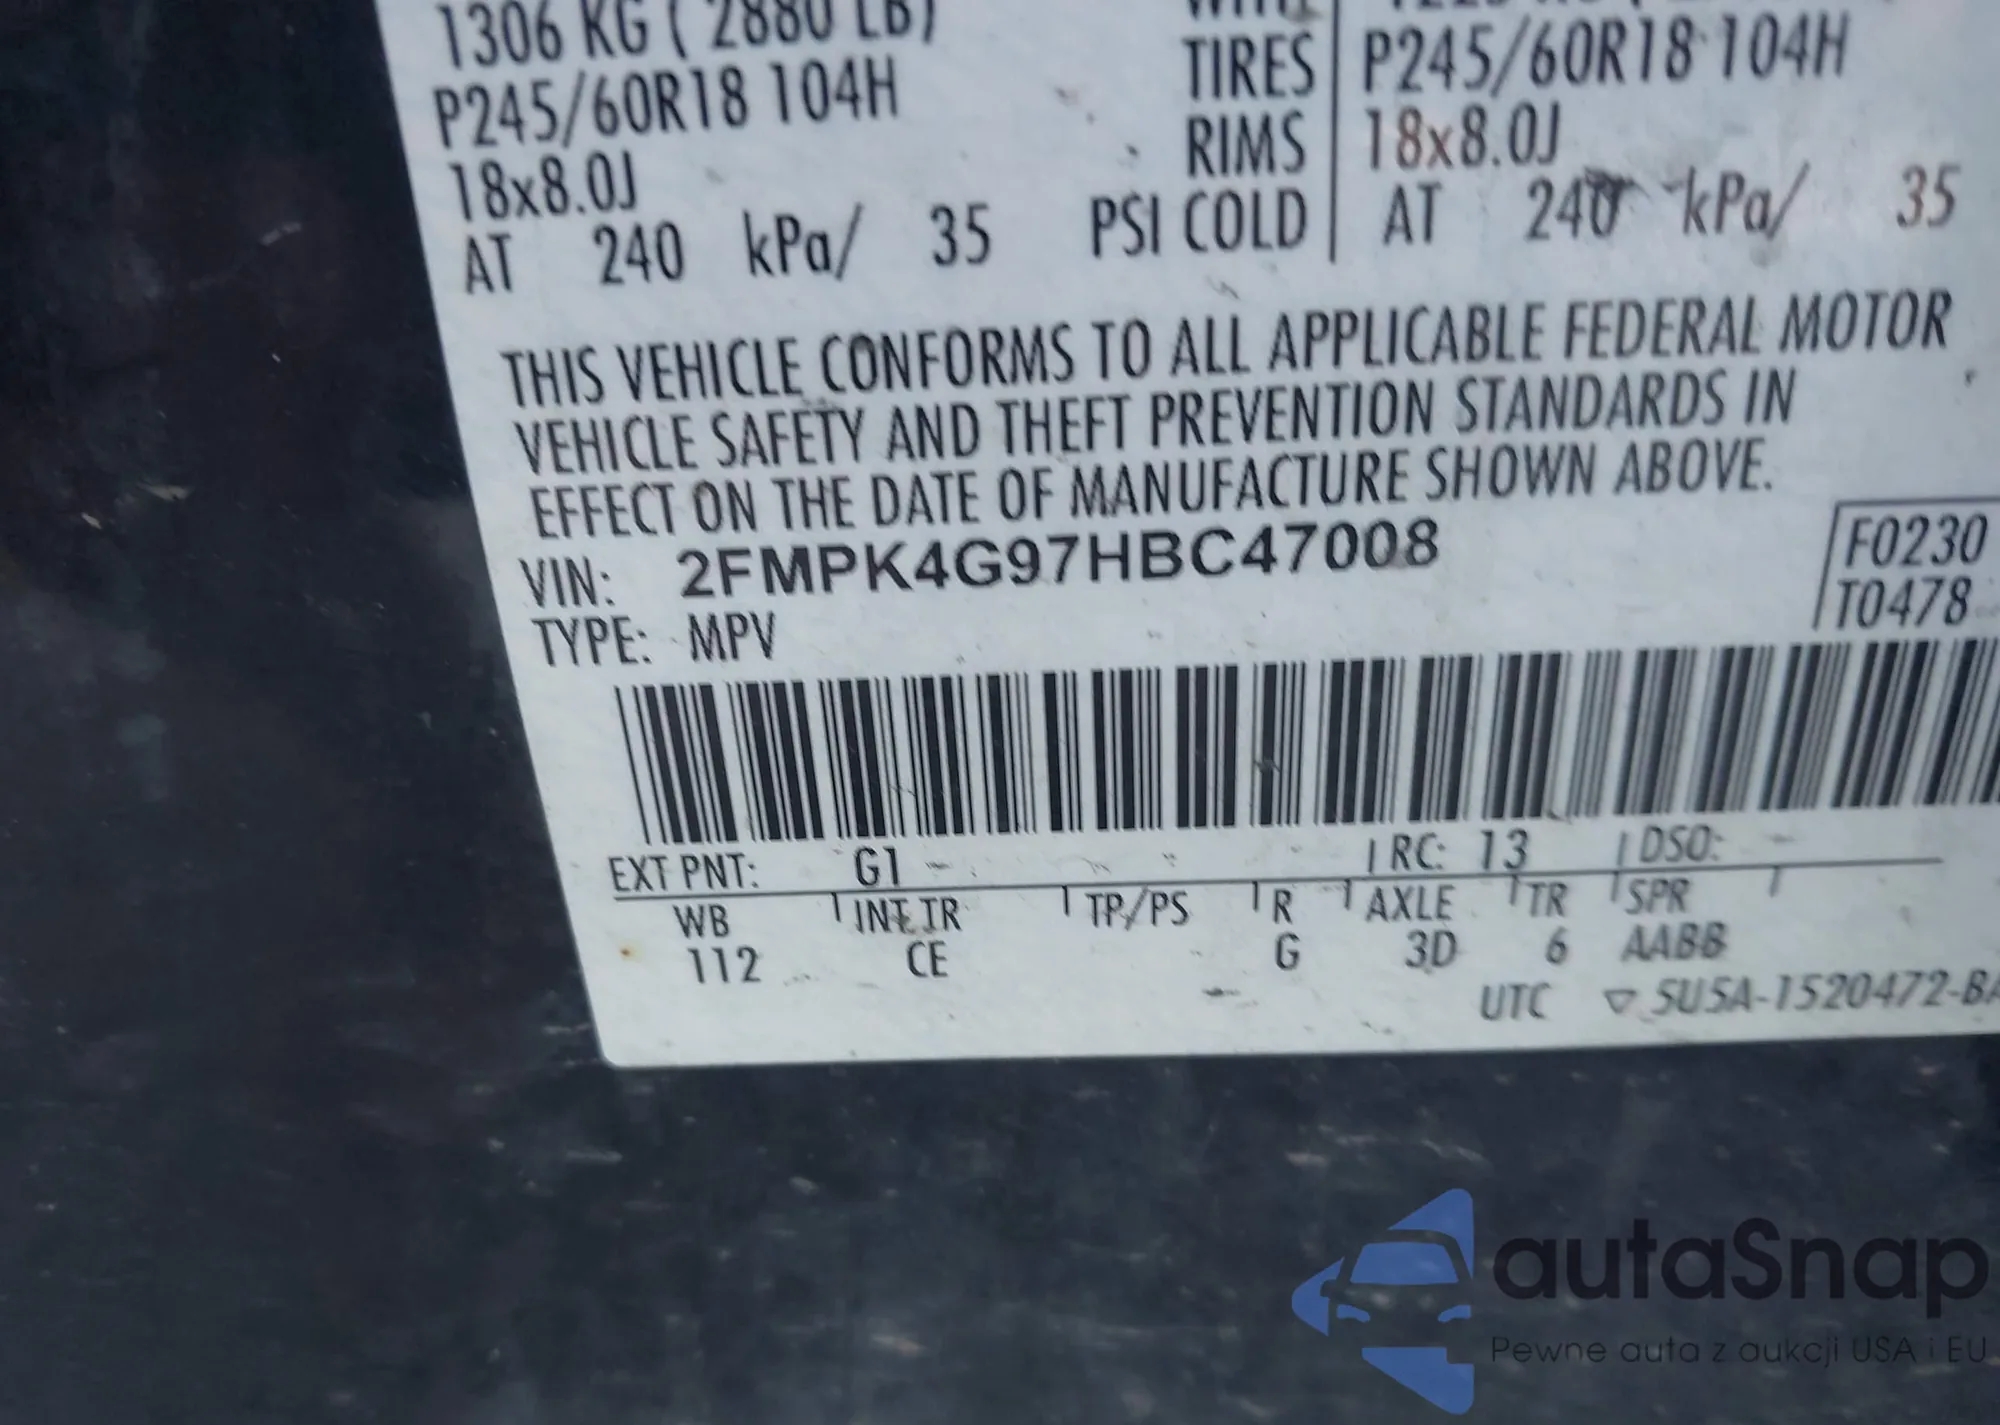 1306 KG ( 2880 LB)
P245/60R18 104H TIRES P245/60R18 104H
18x8.0J RIMS 18x8.0J
AT 240 kPa/ 35 PSI COLD AT 240 kPa/ 35
THIS VEHICLE CONFORMS TO ALL APPLICABLE FEDERAL MOTOR
VEHICLE SAFETY AND THEFT PREVENTION STANDARDS IN
EFFECT ON THE DATE OF MANUFACTURE SHOWN ABOVE.
VIN: 2FMPK4G97HBC47008 F0230
TYPE: MPV T0478
EXT PNT: G1 RC: 13 DSO:
WB INT TR TP/PS R AXLE TR SPR
112 CE G 3D 6 AABB
UTC ▽ 5U5A-1520472-BA
autaSnap
Pewne auta z aukcji USA i EU